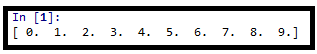 In [1]:
[ 0.  1.  2.  3.  4.  5.  6.  7.  8.  9.]